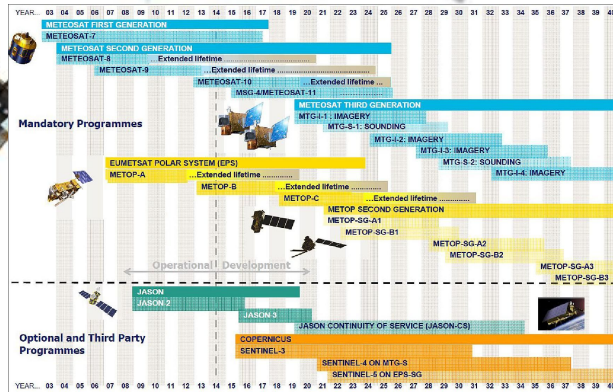 YEAR... 03 04 05 06 07 08 09 10 11 12 13 14 15 16 17 18 19 20 21 22 23 24 25 26 27 28 29 30 31 32 33 34 35 36 37 38 39 40
METEOSAT FIRST GENERATION
METEOSAT-7
METEOSAT SECOND GENERATION
METEOSAT-8 ...Extended lifetime ...................
METEOSAT-9 ...Extended lifetime ...................
METEOSAT-10 ...Extended lifetime ...
MSG-4/METEOSAT-11 ...................
METEOSAT THIRD GENERATION
MTG-I-1 : IMAGERY
Mandatory Programmes
MTG-S-1: SOUNDING
MTG-I-2: IMAGERY
MTG-I-3: IMAGERY
EUMETSAT POLAR SYSTEM (EPS)
MTG-S-2: SOUNDING
METOP-A ...Extended lifetime ...................
MTG-I-4: IMAGERY
METOP-B ...Extended lifetime ...................
METOP-C ...Extended lifetime ...................
METOP SECOND GENERATION
METOP-SG-A1
METOP-SG-B1
METOP-SG-A2
METOP-SG-B2
Operational Development
METOP-SG-A3
METOP-SG-B3
JASON
JASON 2
JASON 3
JASON CONTINUITY OF SERVICE (JASON-CS)
Optional and Third Party
Programmes
COPERNICUS
SENTINEL-3
SENTINEL-4 ON MTG-S
SENTINEL-5 ON EPS-SG
YEAR... 03 04 05 06 07 08 09 10 11 12 13 14 15 16 17 18 19 20 21 22 23 24 25 26 27 28 29 30 31 32 33 34 35 36 37 38 39 40